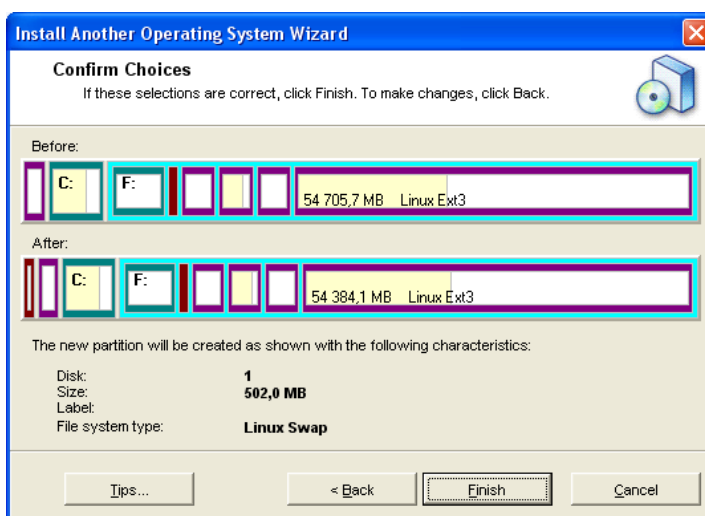 Install Another Operating System Wizard
Confirm Choices
If these selections are correct, click Finish. To make changes, click Back.
Before:
C: F:
54 705,7 MB Linux Ext3
After:
C: F:
54 384,1 MB Linux Ext3
The new partition will be created as shown with the following characteristics:
Disk: 1
Size: 502,0 MB
Label:
File system type: Linux Swap
Tips... < Back Finish Cancel